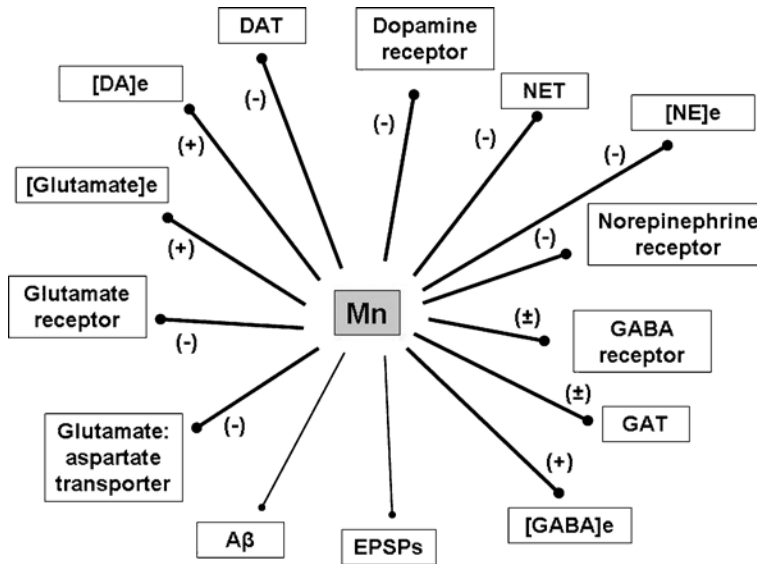 DAT
Dopamine
receptor
[DA]e
NET
[NE]e
(-)
(-)
(-)
(+)
(-)
[Glutamate]e
Norepinephrine
receptor
(-)
(+)
Glutamate
receptor
Mn
(±)
GABA
receptor
(-)
(±)
GAT
Glutamate:
aspartate
transporter
(-)
(+)
[GABA]e
Aβ
EPSPs